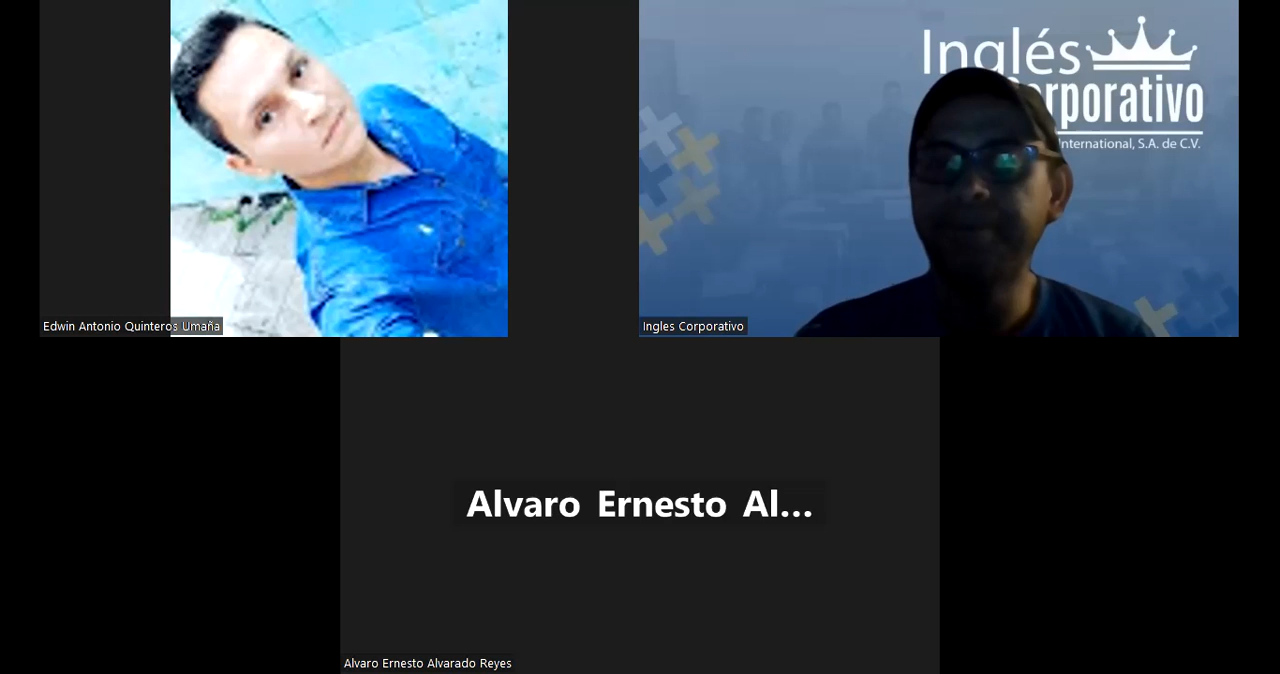 Inglés
Corporativo
International, S.A. de C.V.
Edwin Antonio Quinteros Umaña
Ingles Corporativo
Alvaro Ernesto Al...
Alvaro Ernesto Alvarado Reyes